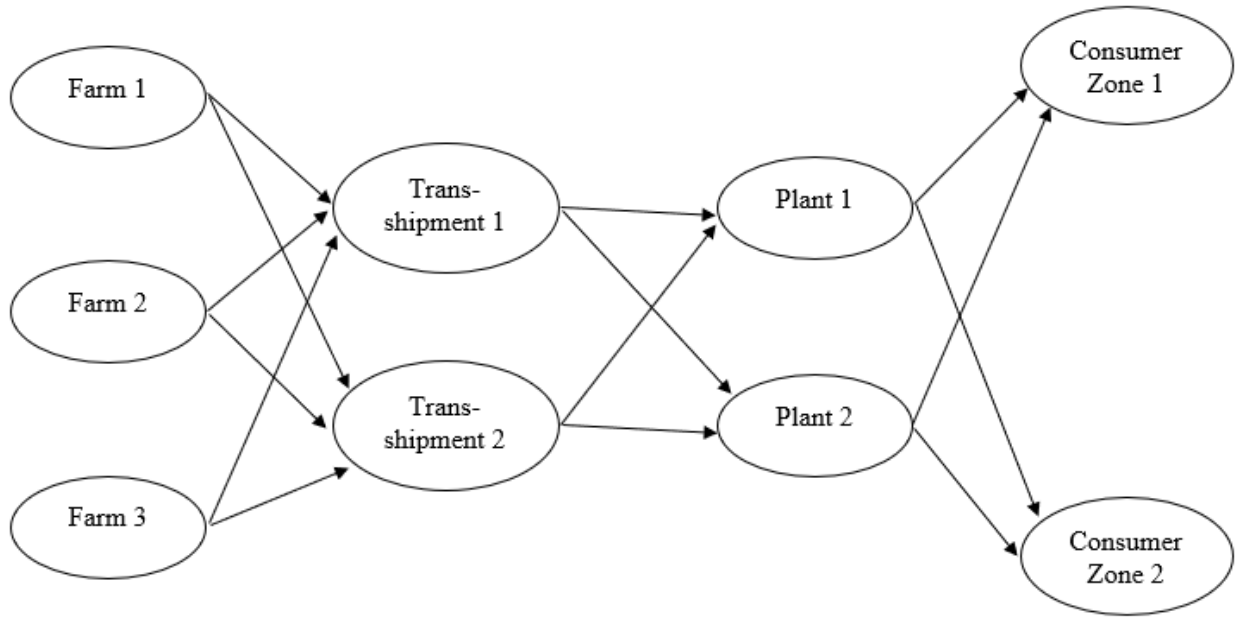 Farm 1
Farm 2
Farm 3
Trans-
shipment 1
Trans-
shipment 2
Plant 1
Plant 2
Consumer
Zone 1
Consumer
Zone 2